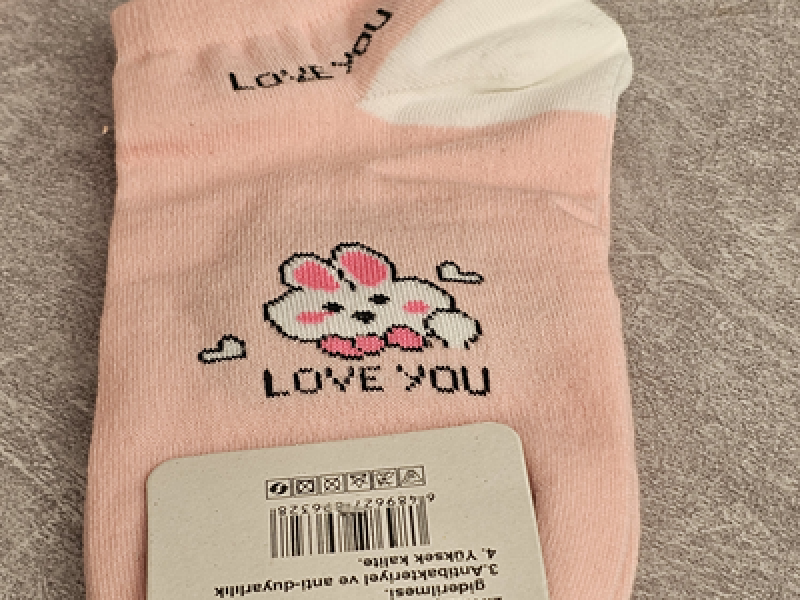 LOVE YOU
LOVE YOU
giderilmesi.
3.Antibakteriyel ve anti-duyarlılık
4. Yüksek kalite.